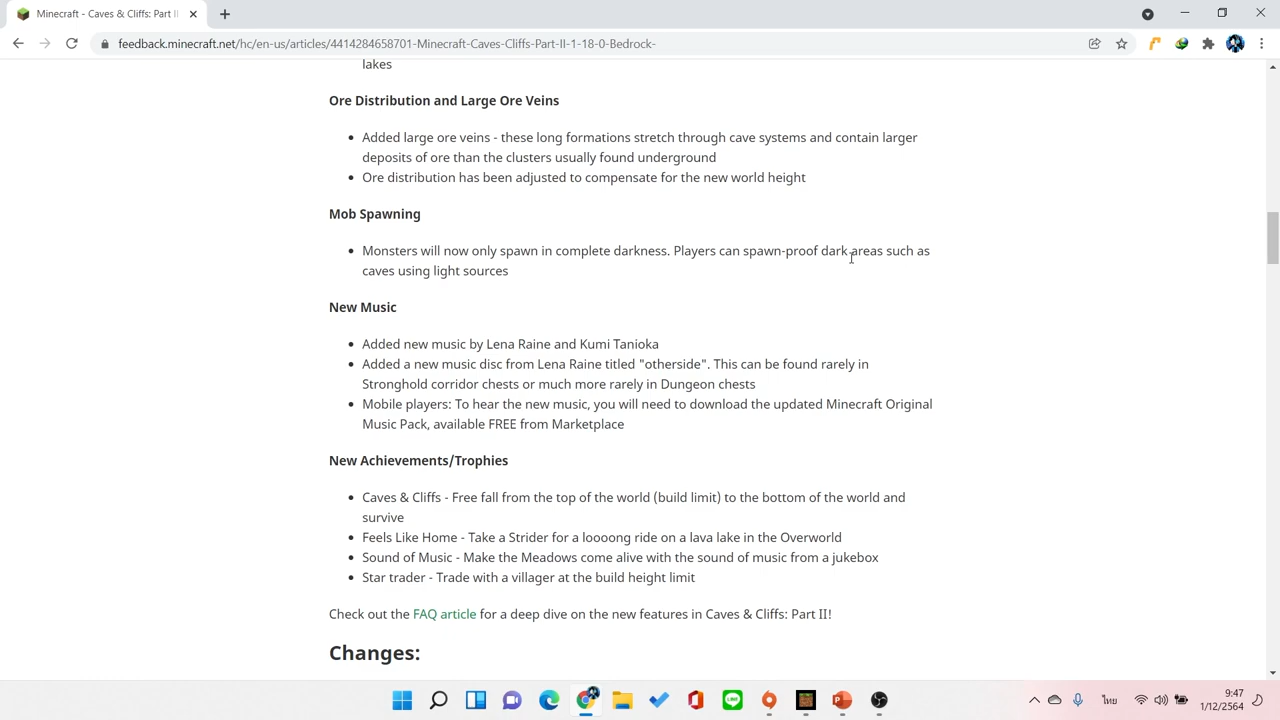 Minecraft - Caves & Cliffs: Part II
feedback.minecraft.net/hc/en-us/articles/4414284658701-Minecraft-Caves-Cliffs-Part-II-1-18-0-Bedrock-
lakes
Ore Distribution and Large Ore Veins
Added large ore veins - these long formations stretch through cave systems and contain larger
deposits of ore than the clusters usually found underground
Ore distribution has been adjusted to compensate for the new world height
Mob Spawning
Monsters will now only spawn in complete darkness. Players can spawn-proof dark areas such as
caves using light sources
New Music
Added new music by Lena Raine and Kumi Tanioka
Added a new music disc from Lena Raine titled "otherside". This can be found rarely in
Stronghold corridor chests or much more rarely in Dungeon chests
Mobile players: To hear the new music, you will need to download the updated Minecraft Original
Music Pack, available FREE from Marketplace
New Achievements/Trophies
Caves & Cliffs - Free fall from the top of the world (build limit) to the bottom of the world and
survive
Feels Like Home - Take a Strider for a loooong ride on a lava lake in the Overworld
Sound of Music - Make the Meadows come alive with the sound of music from a jukebox
Star trader - Trade with a villager at the build height limit
Check out the FAQ article for a deep dive on the new features in Caves & Cliffs: Part II!
Changes:
LINE
ไทย
9:47
1/12/2564